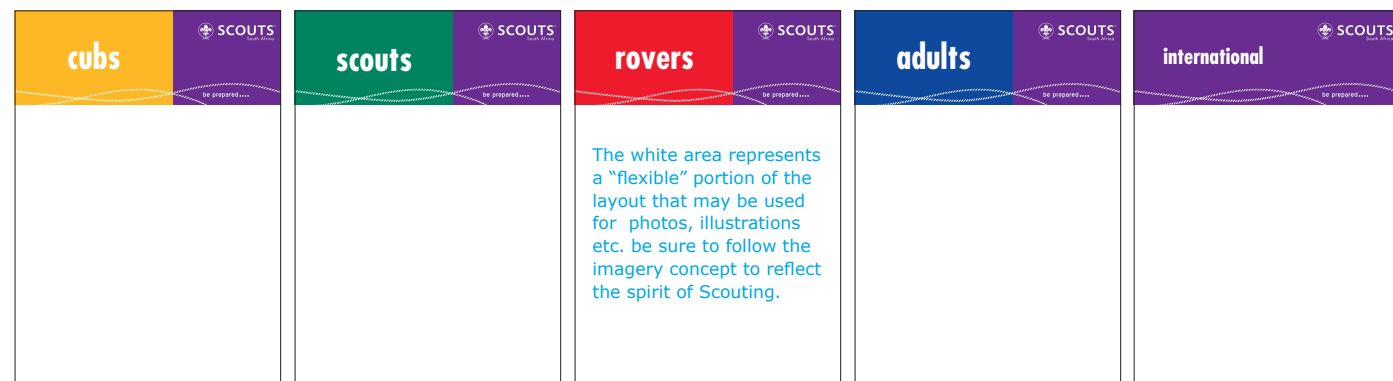 cubs
SCOUTS
South Africa
be prepared....
scouts
SCOUTS
South Africa
be prepared....
rovers
SCOUTS
South Africa
be prepared....
The white area represents
a “flexible” portion of the
layout that may be used
for  photos, illustrations
etc. be sure to follow the
imagery concept to reflect
the spirit of Scouting.
adults
SCOUTS
South Africa
be prepared....
international
SCOUTS
South Africa
be prepared....